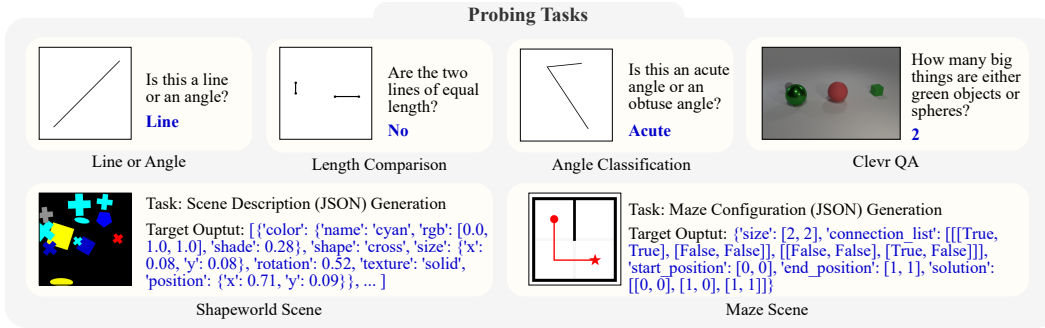 Probing Tasks
Is this a line
or an angle?
Line
Line or Angle
Are the two
lines of equal
length?
No
Length Comparison
Is this an acute
angle or an
obtuse angle?
Acute
Angle Classification
How many big
things are either
green objects or
spheres?
2
Clevr QA
Task: Scene Description (JSON) Generation
Target Ouptut: [{'color': {'name': 'cyan', 'rgb': [0.0,
1.0, 1.0], 'shade': 0.28}, 'shape': 'cross', 'size': {'x':
0.08, 'y': 0.08}, 'rotation': 0.52, 'texture': 'solid',
'position': {'x': 0.71, 'y': 0.09}}, ... ]
Shapeworld Scene
Task: Maze Configuration (JSON) Generation
Target Ouptut: {'size': [2, 2], 'connection_list': [[[True,
True], [False, False]], [[False, False], [True, False]]],
'start_position': [0, 0], 'end_position': [1, 1], 'solution':
[[0, 0], [1, 0], [1, 1]]}
Maze Scene